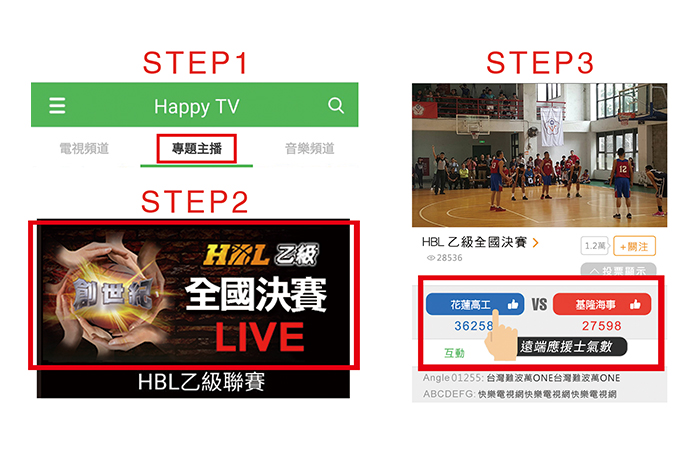 STEP1
Happy TV
電視頻道 專題主播 音樂頻道
STEP2
HBL 乙級
創世紀
全國決賽
LIVE
HBL乙級聯賽
STEP3
12
HBL 乙級全國決賽 >
1.2萬 +關注
28536
投票顯示
花蓮高工 VS 基隆海事
36258 27598
互動 遠端應援士氣數
Angle01255: 台灣難波萬ONE台灣難波萬ONE
ABCDEFG: 快樂電視網快樂電視網快樂電視網